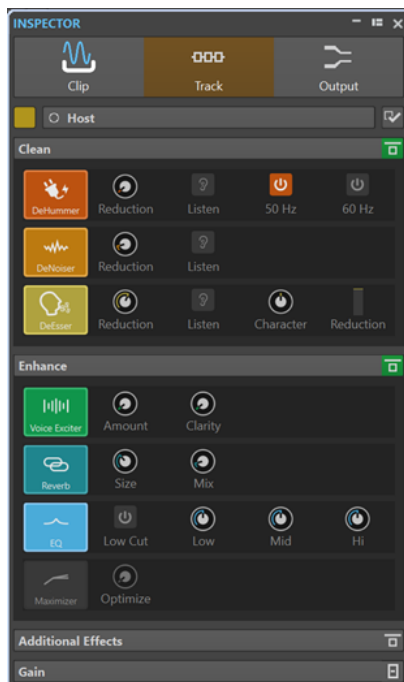 INSPECTOR
Clip Track Output
Host
Clean
DeHummer Reduction Listen 50 Hz 60 Hz
DeNoiser Reduction Listen
DeEsser Reduction Listen Character Reduction
Enhance
Voice Exciter Amount Clarity
Reverb Size Mix
EQ Low Cut Low Mid Hi
Maximizer Optimize
Additional Effects
Gain